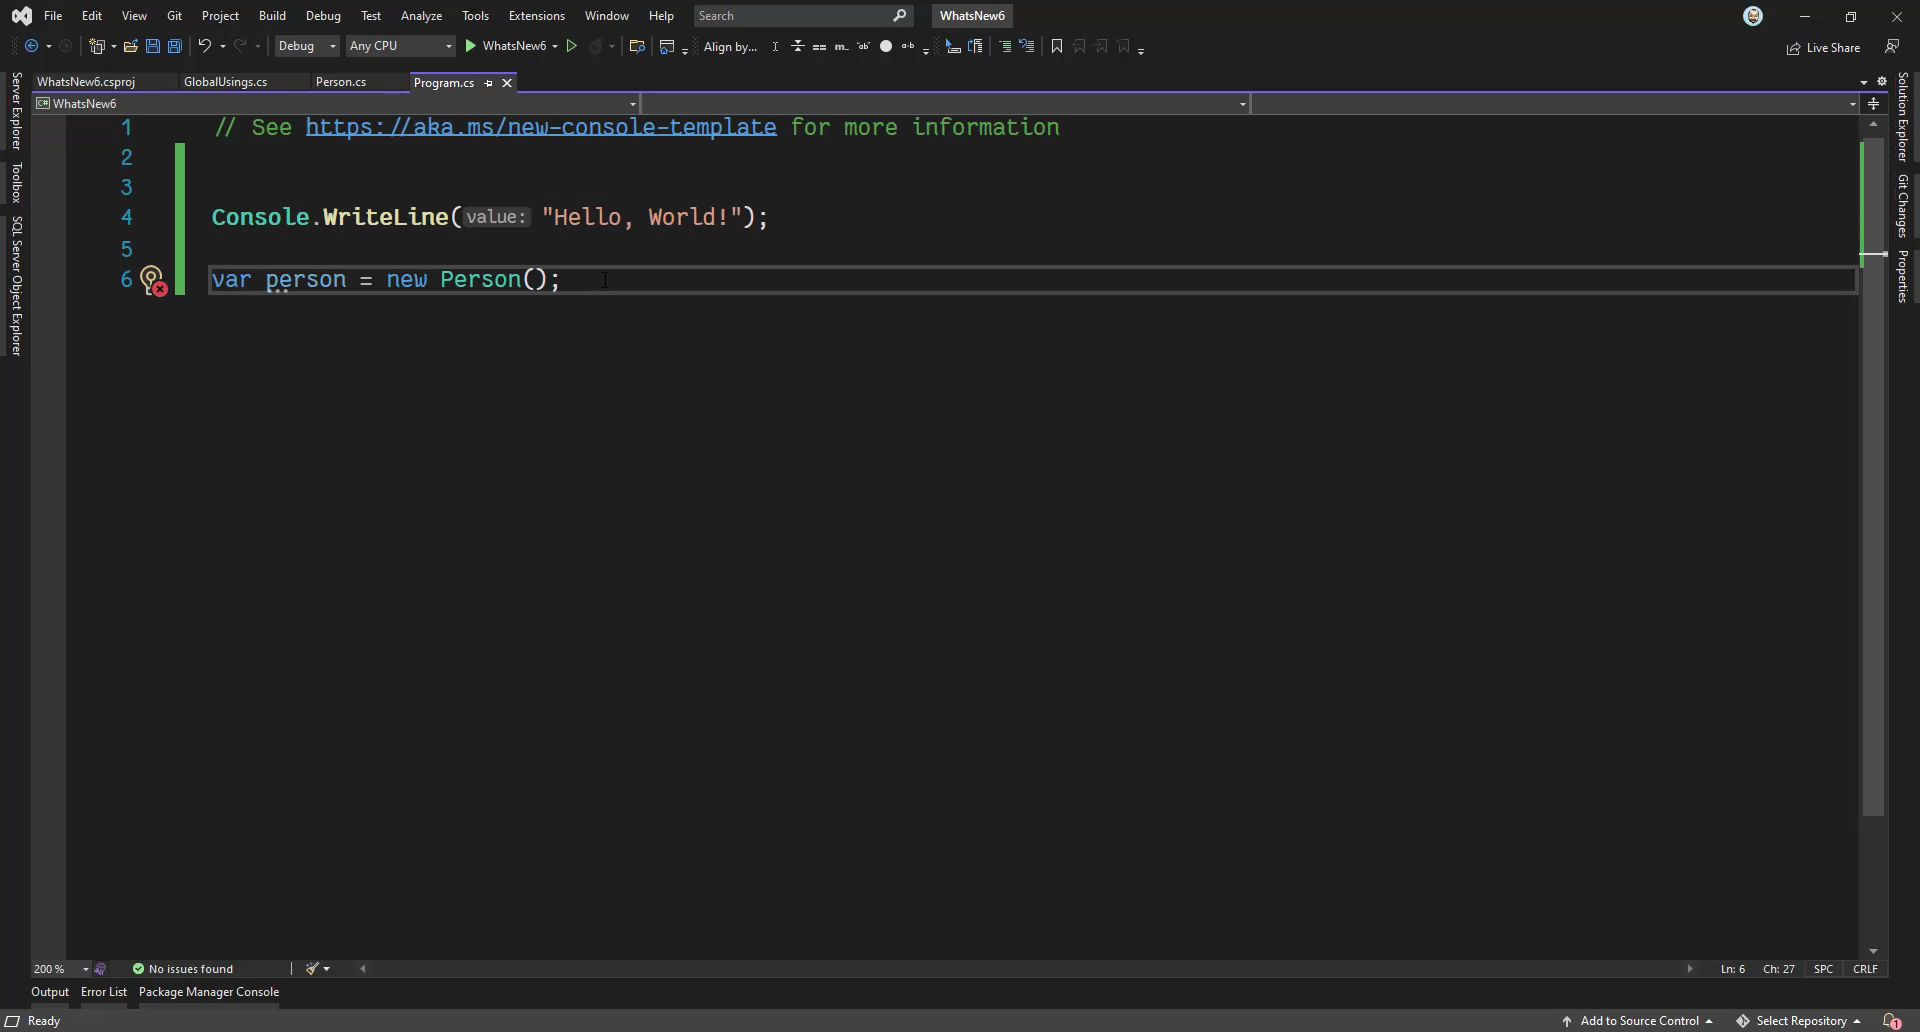 File Edit View Git Project Build Debug Test Analyze Tools Extensions Window Help Search WhatsNew6
Debug Any CPU WhatsNew6 Align by... Live Share
WhatsNew6.csproj GlobalUsings.cs Person.cs Program.cs
WhatsNew6
Server Explorer
Toolbox
SQL Server Object Explorer
1 // See https://aka.ms/new-console-template for more information
2
3
4 Console.WriteLine(value: "Hello, World!");
5
6 var person = new Person();
Solution Explorer
Git Changes
Properties
200 % No issues found Ln: 6 Ch: 27 SPC CRLF
Output Error List Package Manager Console
Ready Add to Source Control Select Repository 1